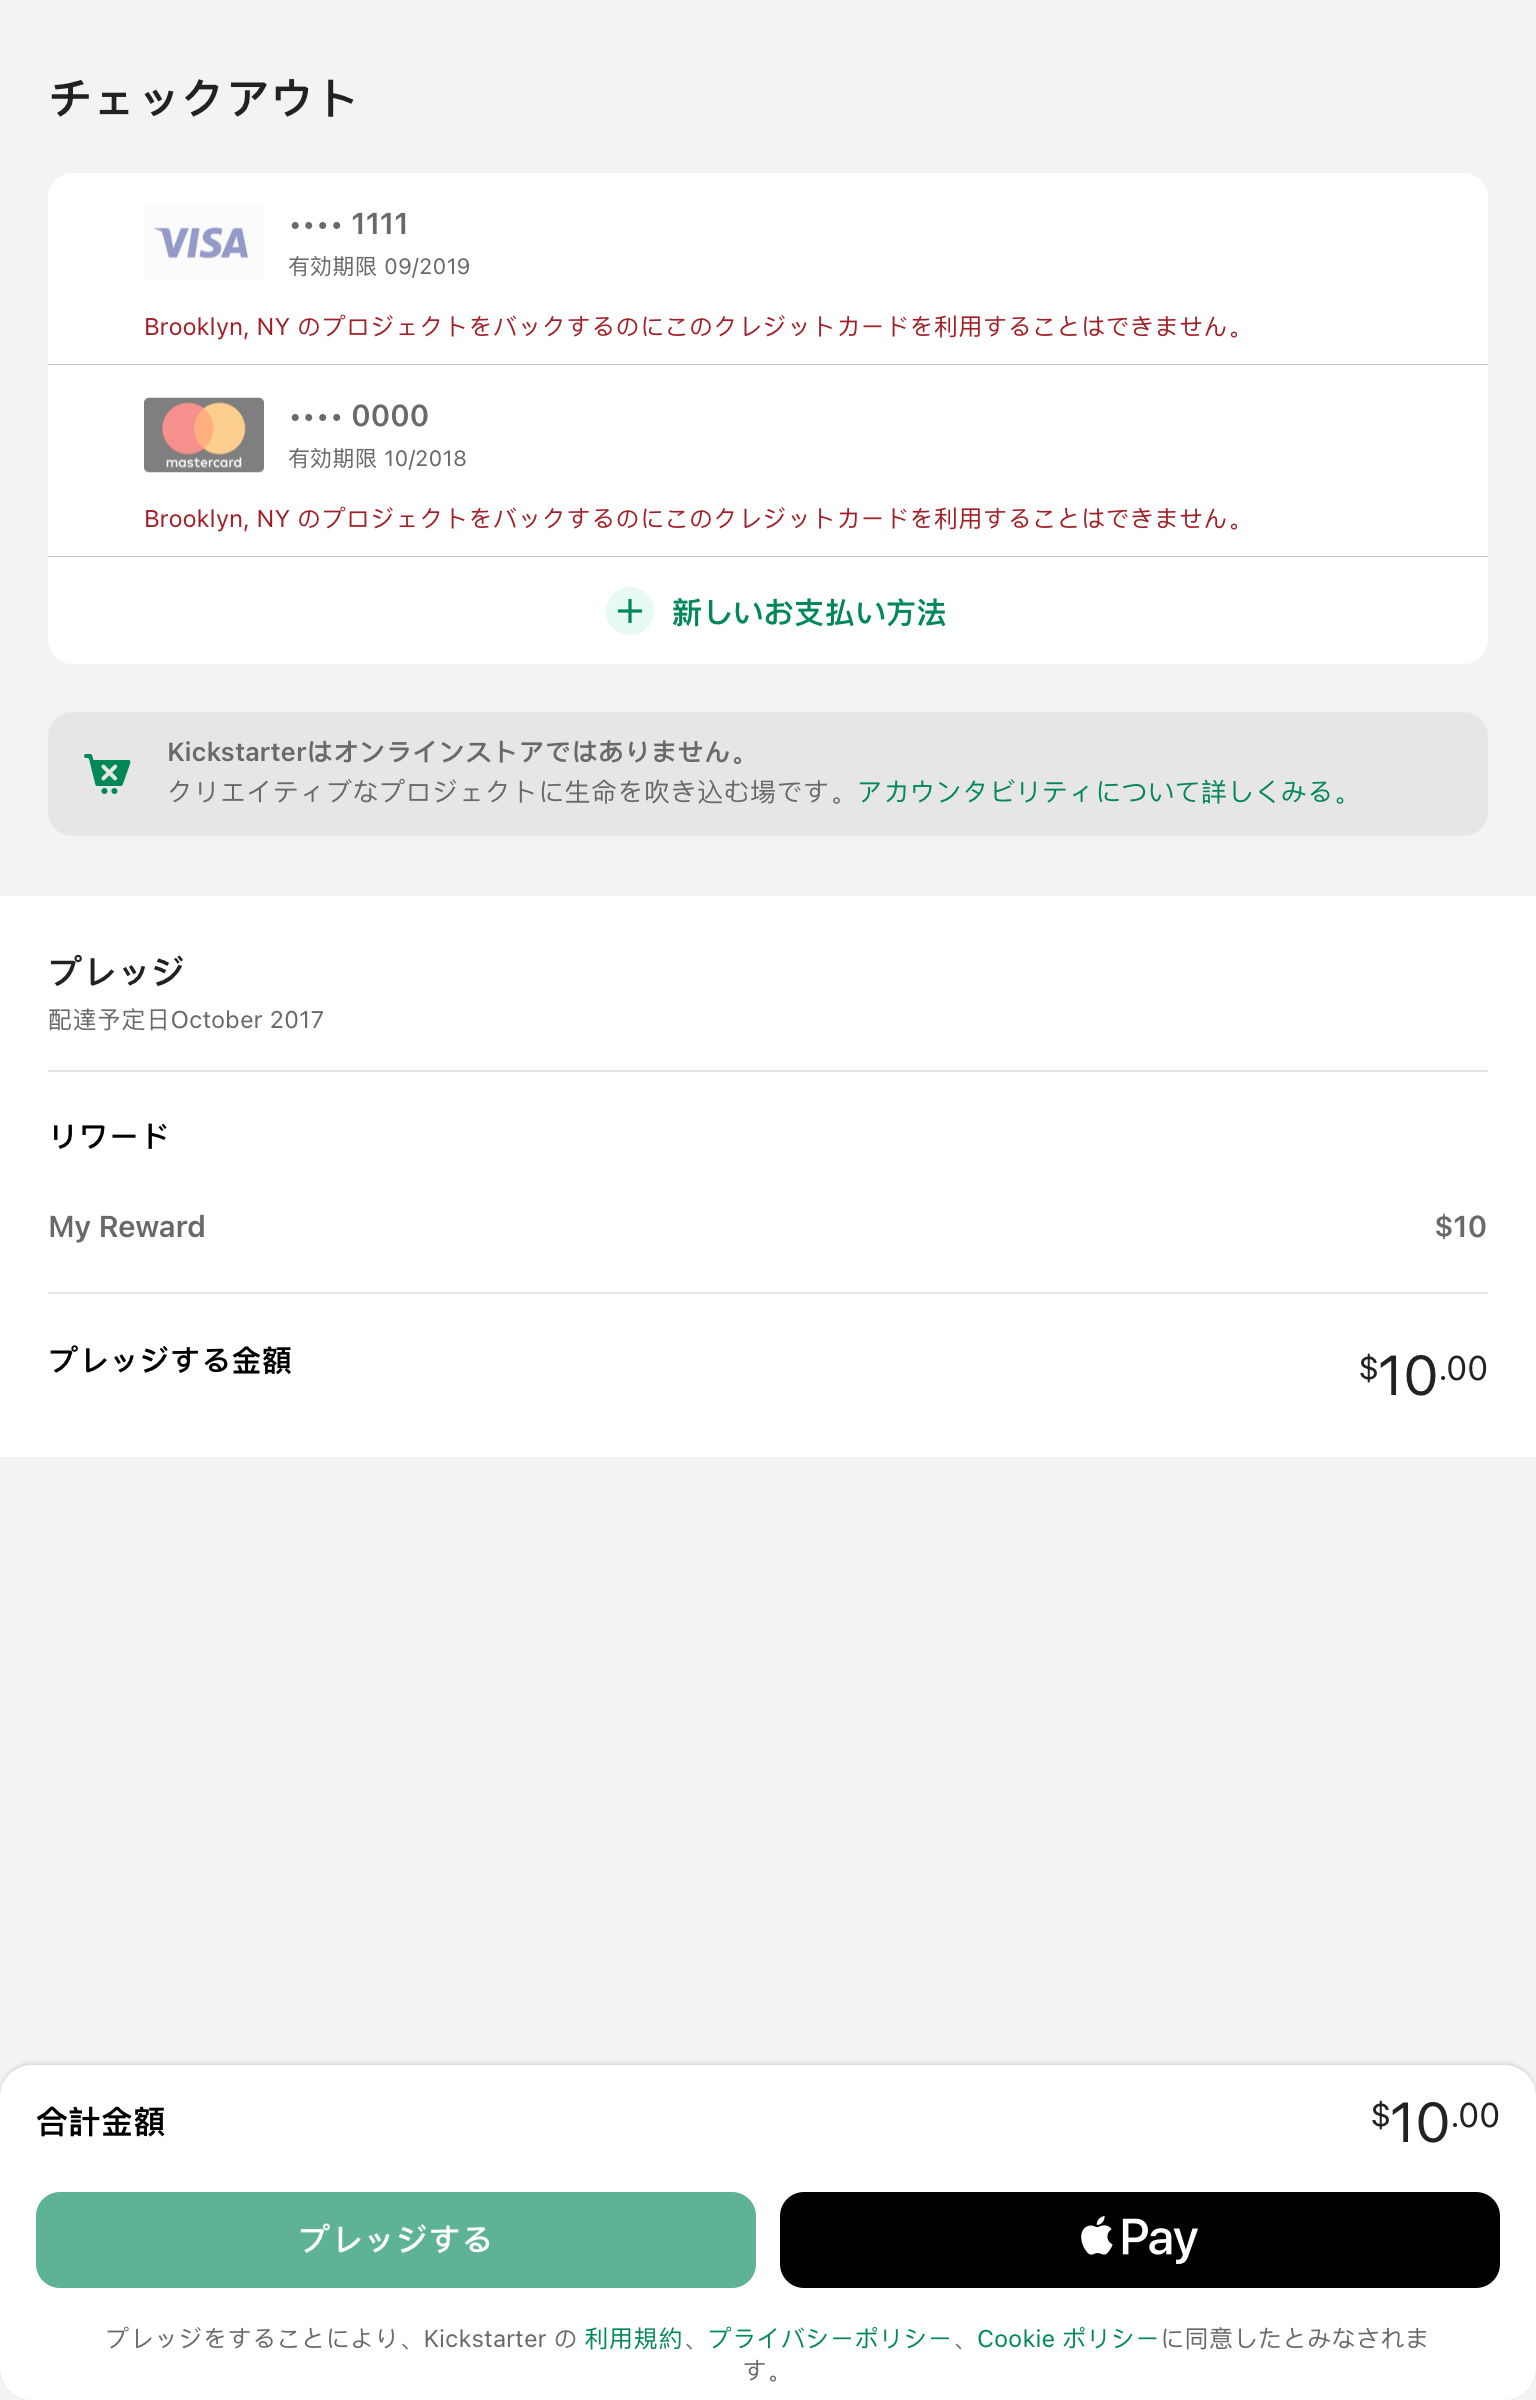 チェックアウト
VISA
•••• 1111
有効期限 09/2019
Brooklyn, NY のプロジェクトをバックするのにこのクレジットカードを利用することはできません。
mastercard
•••• 0000
有効期限 10/2018
Brooklyn, NY のプロジェクトをバックするのにこのクレジットカードを利用することはできません。
新しいお支払い方法
Kickstarterはオンラインストアではありません。
クリエイティブなプロジェクトに生命を吹き込む場です。アカウンタビリティについて詳しくみる。
プレッジ
配達予定日October 2017
リワード
My Reward $10
プレッジする金額 $10.00
合計金額 $10.00
プレッジする
Pay
プレッジをすることにより、Kickstarter の 利用規約、プライバシーポリシー、Cookie ポリシーに同意したとみなされま
す。